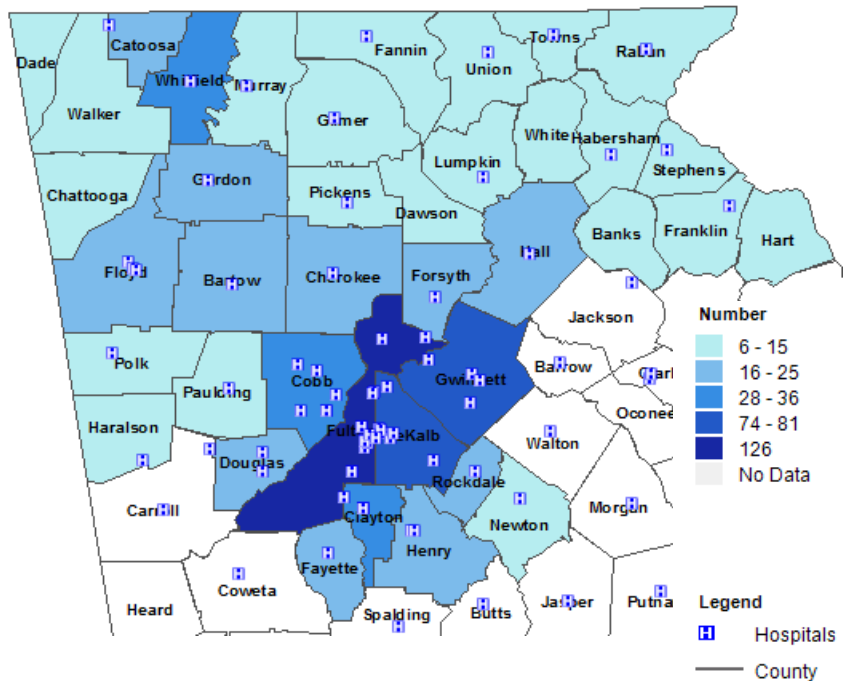 Dade
Catoosa
Whitfield
Murray
Fannin
Union
Towns
Rabun
Walker
Gilmer
White
Habersham
Lumpkin
Stephens
Chattooga
Gordon
Pickens
Dawson
Banks
Franklin
Hart
Hall
Floyd
Bartow
Cherokee
Forsyth
Jackson
Polk
Paulding
Cobb
Gwinnett
Barrow
Clark
Oconee
Haralson
Fulton
DeKalb
Walton
Douglas
Rockdale
Carroll
Clayton
Newton
Morgan
Henry
Fayette
Coweta
Heard
Spalding
Butts
Jasper
Putna
Number
6 - 15
16 - 25
28 - 36
74 - 81
126
No Data
Legend
H Hospitals
County